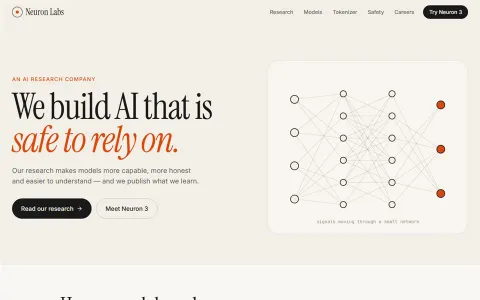 Neuron Labs
Research Models Tokenizer Safety Careers Try Neuron 3
AN AI RESEARCH COMPANY
We build AI that is
safe to rely on.
Our research makes models more capable, more honest
and easier to understand — and we publish what we learn.
Read our research → Meet Neuron 3
signals moving through a small network